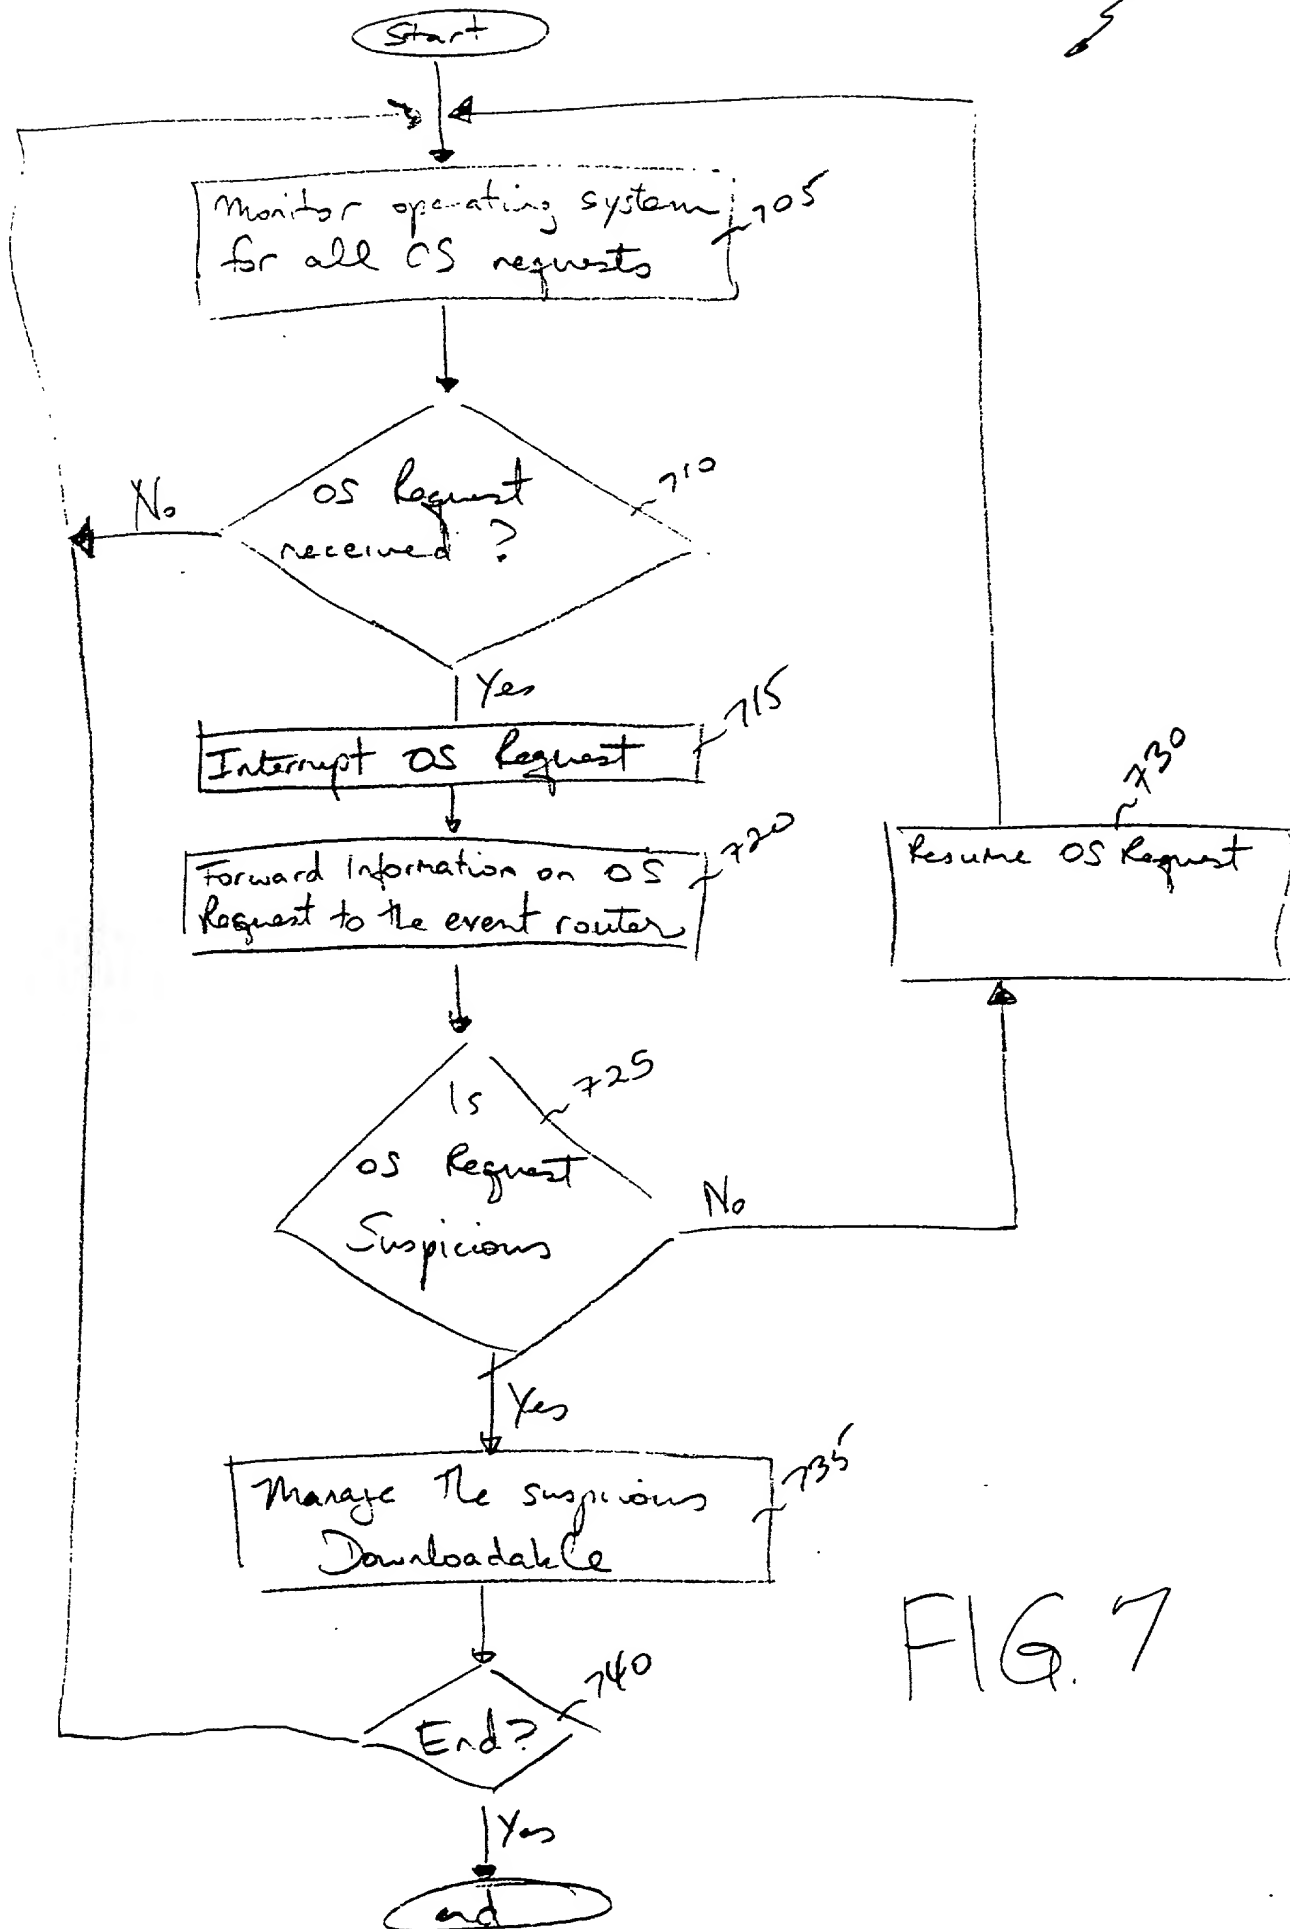 Start
Monitor operating system
for all OS requests
705
OS Request
received ?
710
No
Yes
Interrupt OS Request
715
Forward Information on OS
Request to the event router
720
Resume OS Request
730
Is
OS Request
Suspicious
725
No
Yes
Manage the suspicious
Downloadable
735
End?
740
Yes
end
FIG. 7